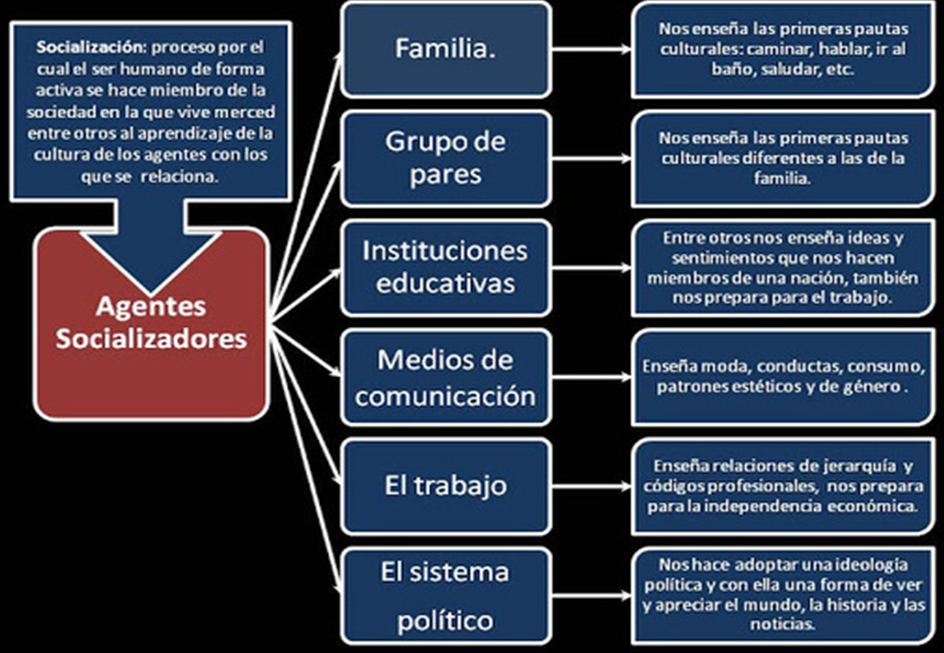 Socialización: proceso por el
cual el ser humano de forma
activa se hace miembro de la
sociedad en la que vive merced
entre otros al aprendizaje de la
cultura de los agentes con los
que se relaciona.
Agentes
Socializadores
Familia.
Nos enseña las primeras pautas
culturales: caminar, hablar, ir al
baño, saludar, etc.
Grupo de
pares
Nos enseña las primeras pautas
culturales diferentes a las de la
familia.
Instituciones
educativas
Entre otros nos enseña ideas y
sentimientos que nos hacen
miembros de una nación, también
nos prepara para el trabajo.
Medios de
comunicación
Enseña moda, conductas, consumo,
patrones estéticos y de género .
El trabajo
Enseña relaciones de jerarquía y
códigos profesionales, nos prepara
para la independencia económica.
El sistema
político
Nos hace adoptar una ideología
política y con ella una forma de ver
y apreciar el mundo, la historia y las
noticias.